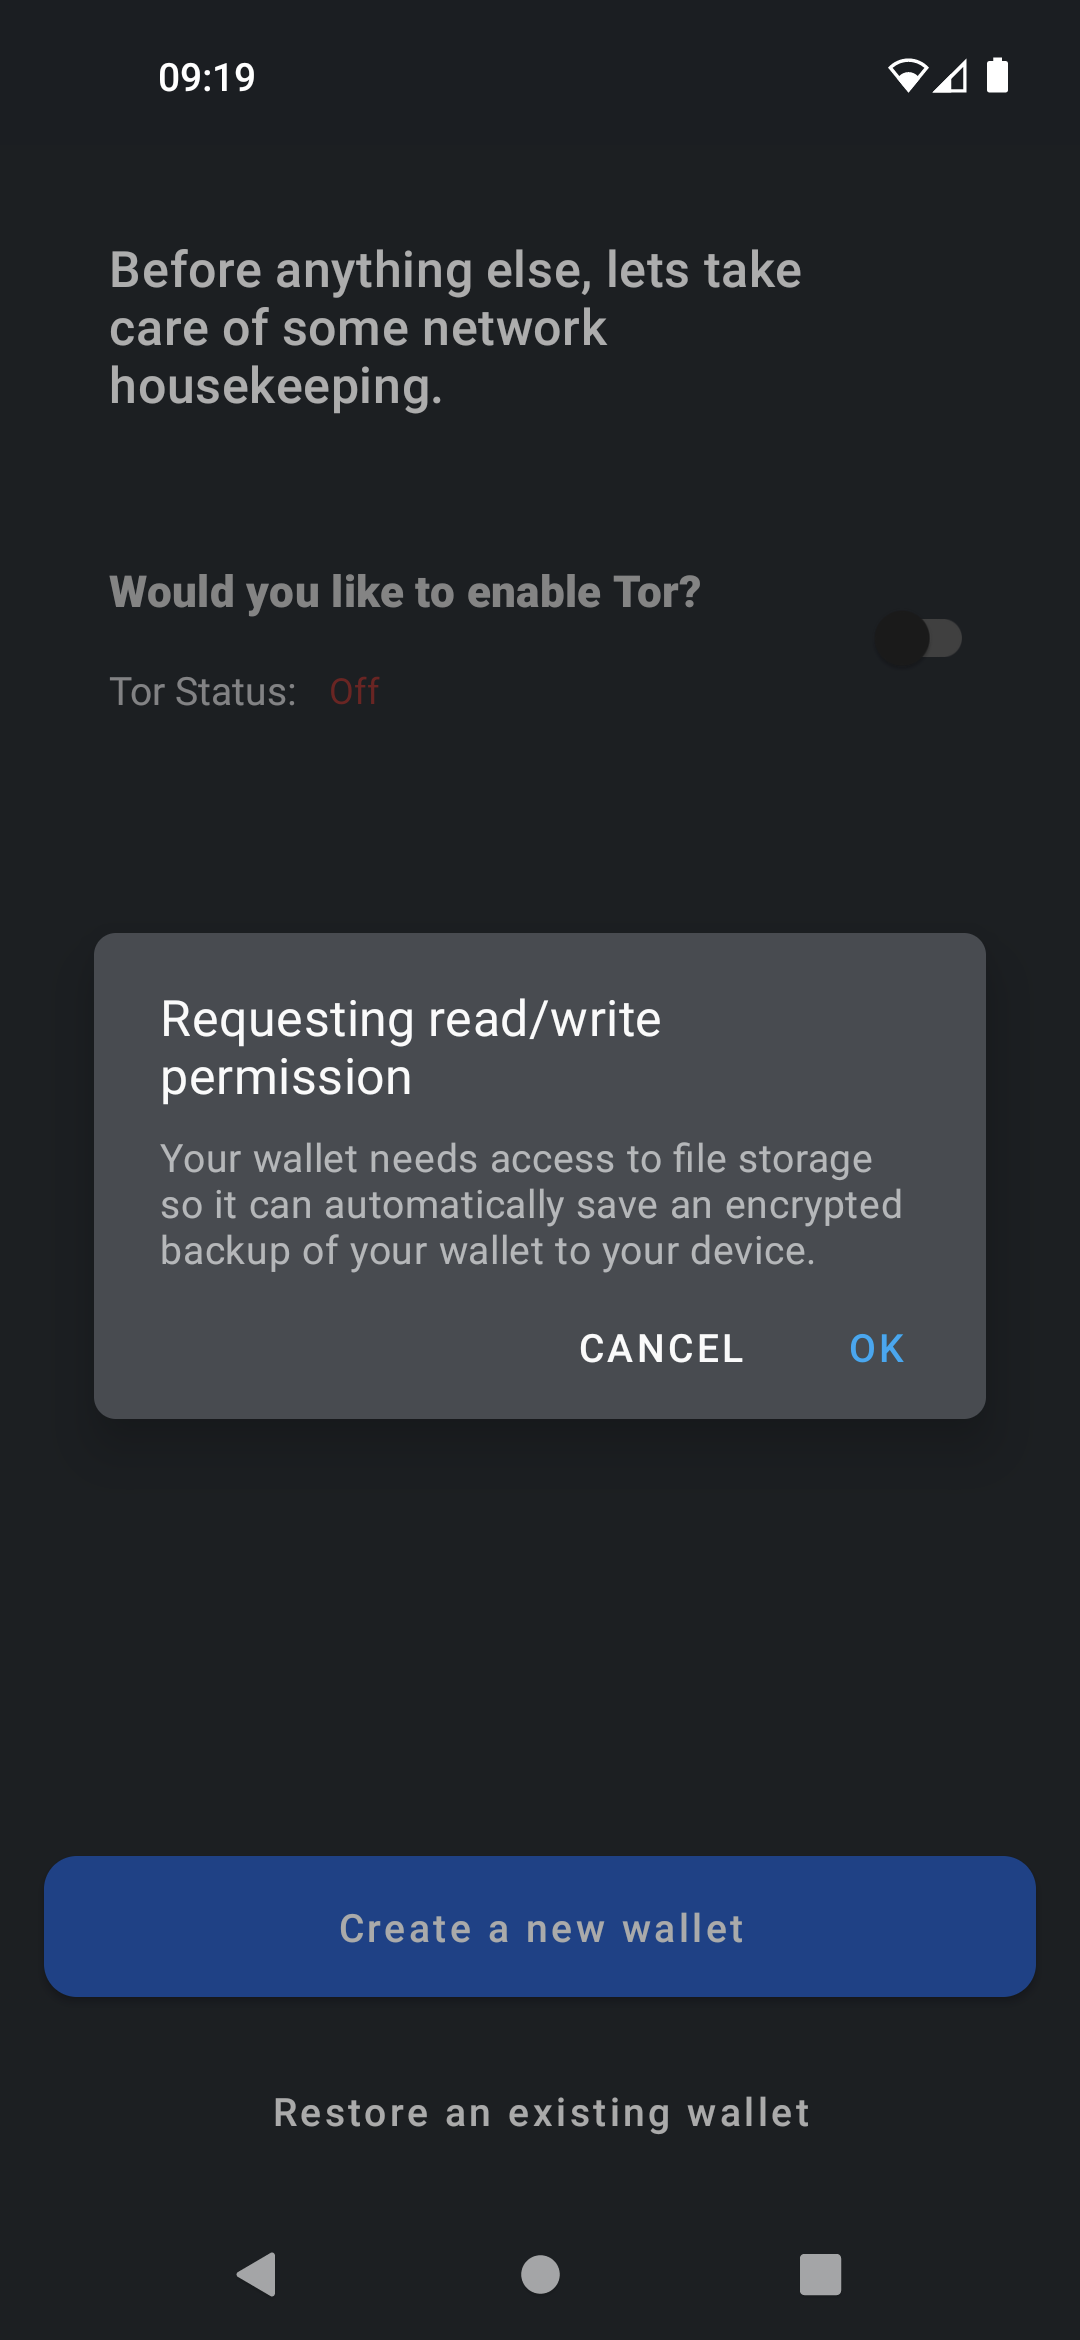 09:19
Before anything else, lets take
care of some network
housekeeping.
Would you like to enable Tor?
Tor Status: Off
Requesting read/write
permission
Your wallet needs access to file storage
so it can automatically save an encrypted
backup of your wallet to your device.
CANCEL OK
Create a new wallet
Restore an existing wallet